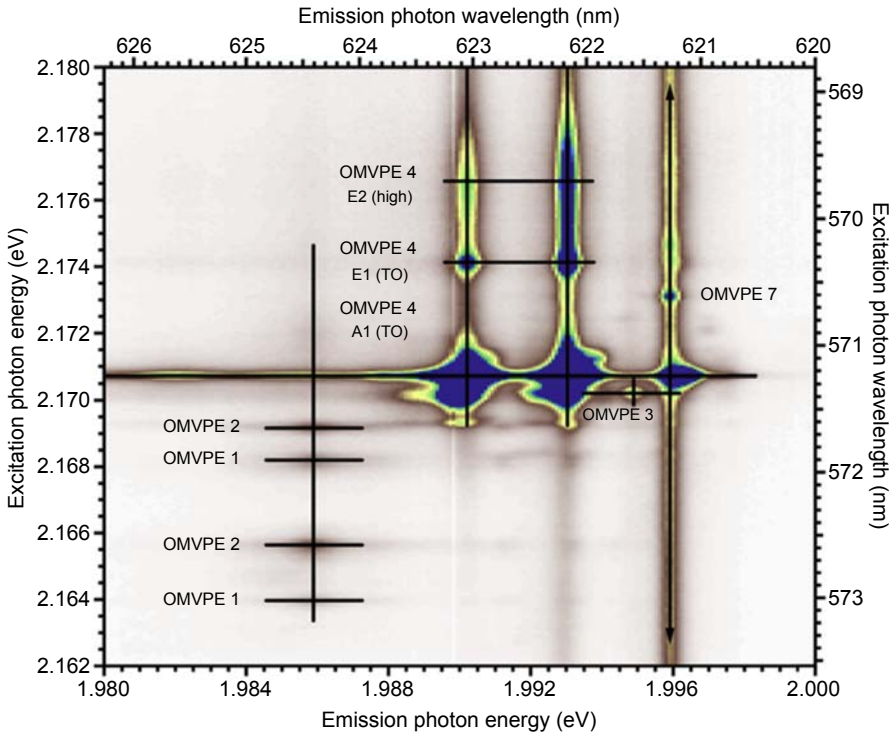 Emission photon wavelength (nm)
626 625 624 623 622 621 620
2.180
2.178
2.176
2.174
2.172
2.170
2.168
2.166
2.164
2.162
Excitation photon energy (eV)
OMVPE 4
E2 (high)
OMVPE 4
E1 (TO)
OMVPE 4
A1 (TO)
OMVPE 7
OMVPE 3
OMVPE 2
OMVPE 1
OMVPE 2
OMVPE 1
569
570
571
572
573
Excitation photon wavelength (nm)
1.980 1.984 1.988 1.992 1.996 2.000
Emission photon energy (eV)